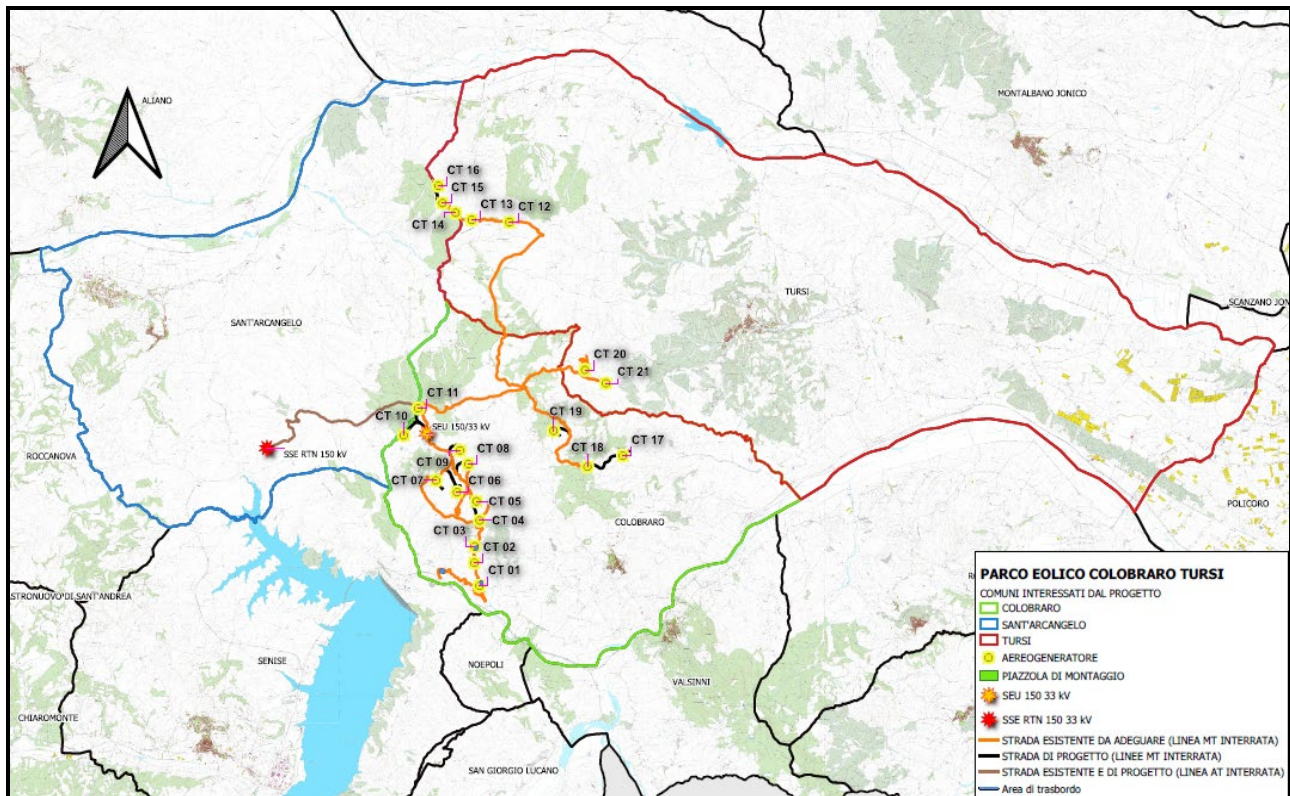 ALIANO
MONTALBANO JONICO
CT 16
CT 15
CT 14
CT 13
CT 12
SCANZANO JON
TURSI
SANT'ARCANGELO
CT 20
CT 21
CT 11
CT 10
SEU 150/33 kV
CT 19
CT 18
CT 17
ROCCANOVA
SSE RTN 150 kV
CT 08
CT 09
CT 07
CT 06
CT 05
CT 04
CT 03
CT 02
CT 01
COLOBRARO
POLICORO
ASTRONUOVO DI SANT'ANDREA
SENISE
NOEPOLI
VALSINNI
CHIAROMONTE
SAN GIORGIO LUCANO
PARCO EOLICO COLOBRARO TURSI
COMUNI INTERESSATI DAL PROGETTO
COLOBRARO
SANT'ARCANGELO
TURSI
AEREOGENERATORE
PIAZZOLA DI MONTAGGIO
SEU 150 33 kV
SSE RTN 150 33 kV
STRADA ESISTENTE DA ADEGUARE (LINEA MT INTERRATA)
STRADA DI PROGETTO (LINEE MT INTERRATA)
STRADA ESISTENTE E DI PROGETTO (LINEA AT INTERRATA)
Area di trasbordo